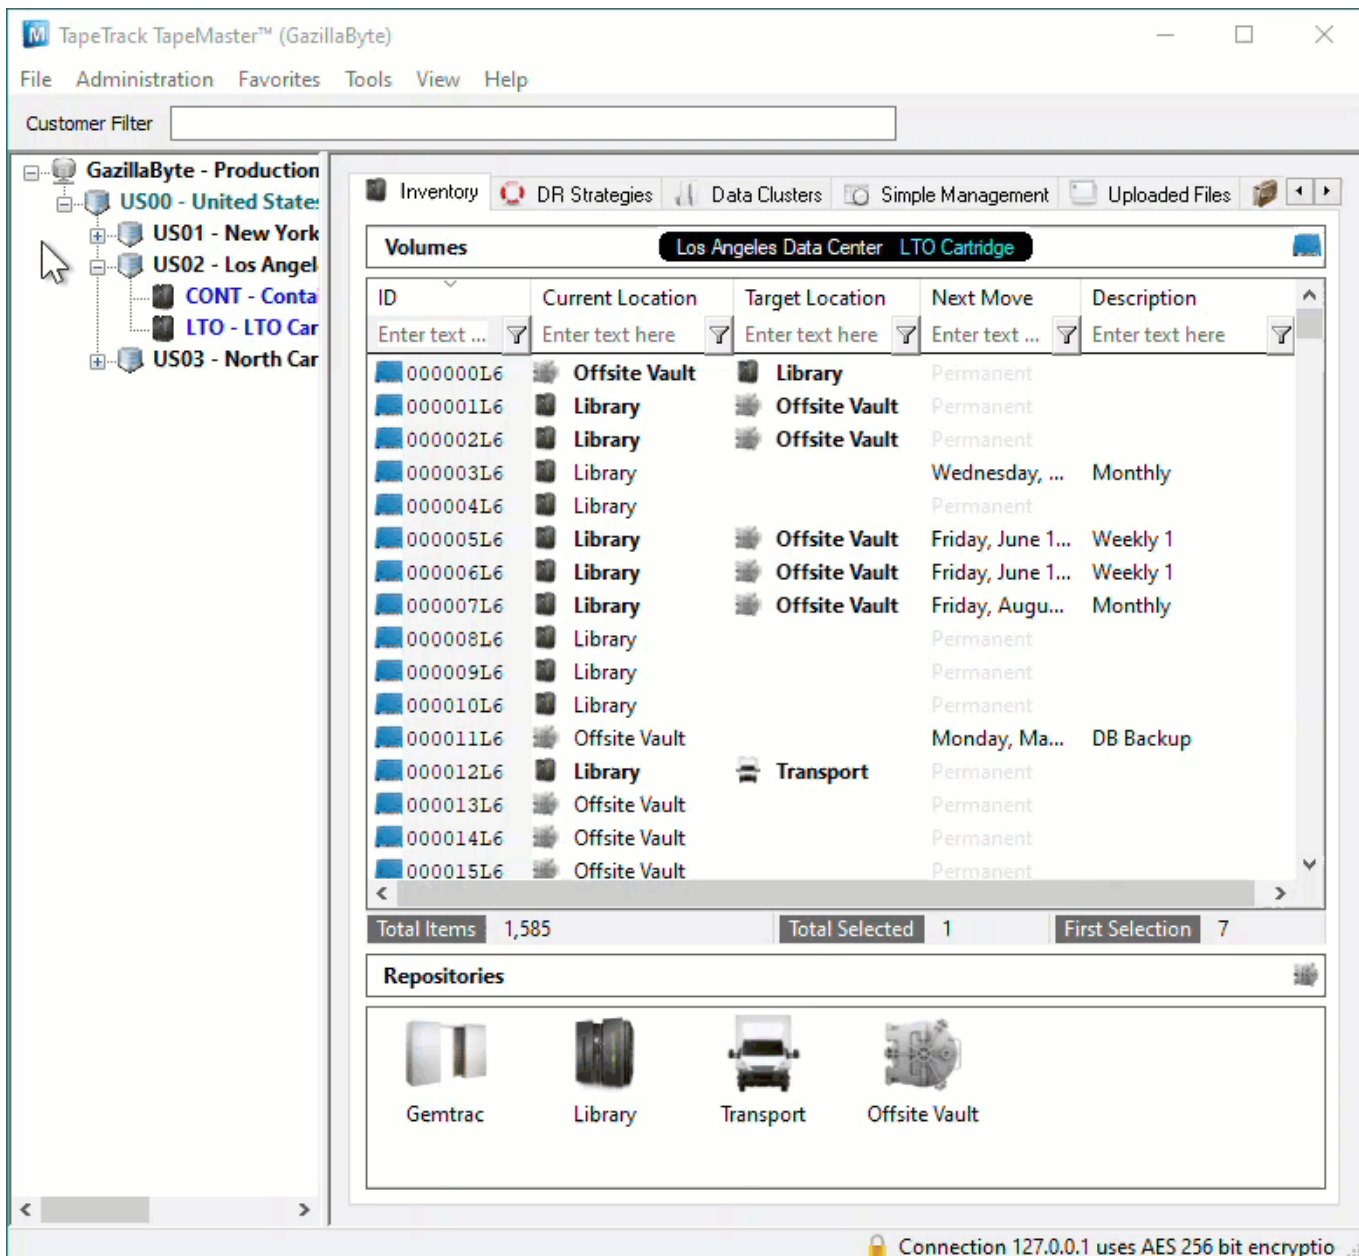 TapeTrack TapeMaster™ (GazillaByte)
File Administration Favorites Tools View Help
Customer Filter
GazillaByte - Production
US00 - United States
US01 - New York
US02 - Los Angel
CONT - Conta
LTO - LTO Car
US03 - North Car
Inventory DR Strategies Data Clusters Simple Management Uploaded Files
Volumes Los Angeles Data Center LTO Cartridge
ID Current Location Target Location Next Move Description
Enter text ... Enter text here Enter text here Enter text ... Enter text here
000000L6 Offsite Vault Library Permanent
000001L6 Library Offsite Vault Permanent
000002L6 Library Offsite Vault Permanent
000003L6 Library Wednesday, ... Monthly
000004L6 Library Permanent
000005L6 Library Offsite Vault Friday, June 1... Weekly 1
000006L6 Library Offsite Vault Friday, June 1... Weekly 1
000007L6 Library Offsite Vault Friday, Augu... Monthly
000008L6 Library Permanent
000009L6 Library Permanent
000010L6 Library Permanent
000011L6 Offsite Vault Monday, Ma... DB Backup
000012L6 Library Transport Permanent
000013L6 Offsite Vault Permanent
000014L6 Offsite Vault Permanent
000015L6 Offsite Vault Permanent
Total Items 1,585 Total Selected 1 First Selection 7
Repositories
Gemtrac Library Transport Offsite Vault
Connection 127.0.0.1 uses AES 256 bit encryptio